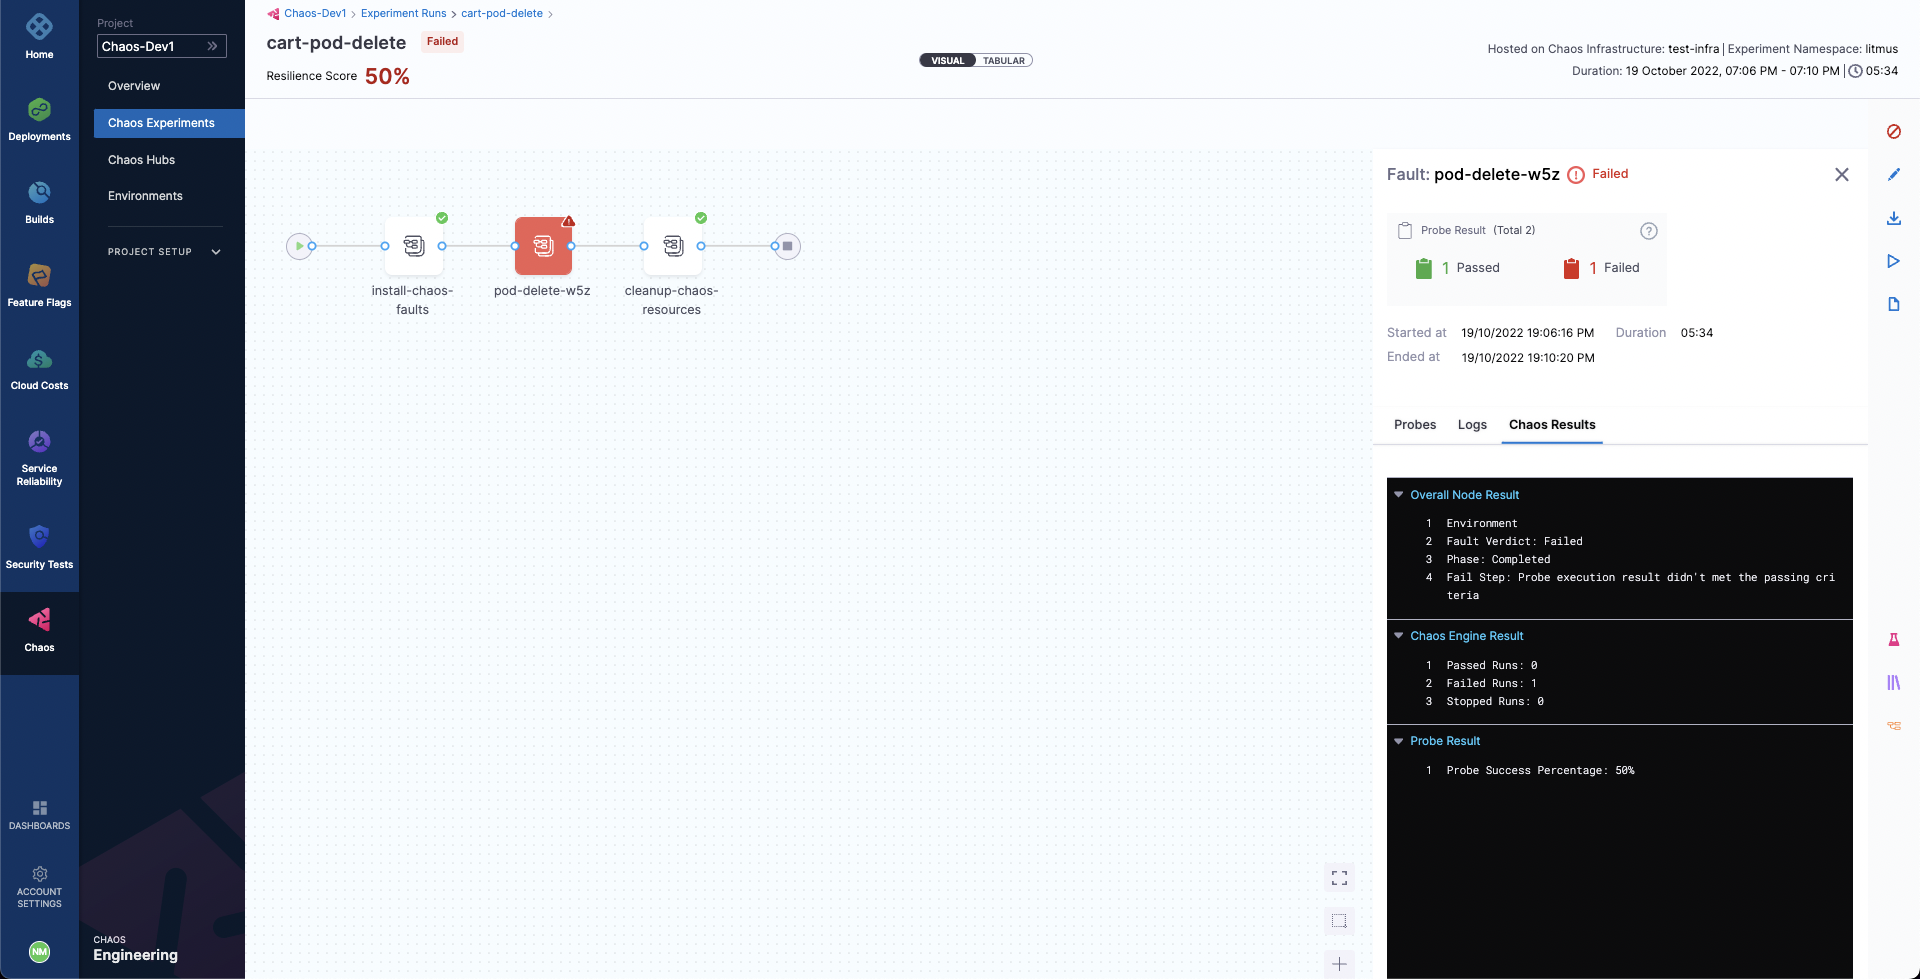 Home
Deployments
Builds
Feature Flags
Cloud Costs
Service
Reliability
Security Tests
Chaos
DASHBOARDS
ACCOUNT
SETTINGS
NM
Project
Chaos-Dev1
Overview
Chaos Experiments
Chaos Hubs
Environments
PROJECT SETUP
CHAOS
Engineering
Chaos-Dev1 > Experiment Runs > cart-pod-delete >
cart-pod-delete Failed
Resilience Score 50%
VISUAL TABULAR
Hosted on Chaos Infrastructure: test-infra | Experiment Namespace: litmus
Duration: 19 October 2022, 07:06 PM - 07:10 PM | 05:34
install-chaos-
faults
pod-delete-w5z
cleanup-chaos-
resources
Fault: pod-delete-w5z Failed
Probe Result (Total 2) ?
1 Passed 1 Failed
Started at 19/10/2022 19:06:16 PM Duration 05:34
Ended at 19/10/2022 19:10:20 PM
Probes Logs Chaos Results
Overall Node Result
1 Environment
2 Fault Verdict: Failed
3 Phase: Completed
4 Fail Step: Probe execution result didn't met the passing cri
teria
Chaos Engine Result
1 Passed Runs: 0
2 Failed Runs: 1
3 Stopped Runs: 0
Probe Result
1 Probe Success Percentage: 50%